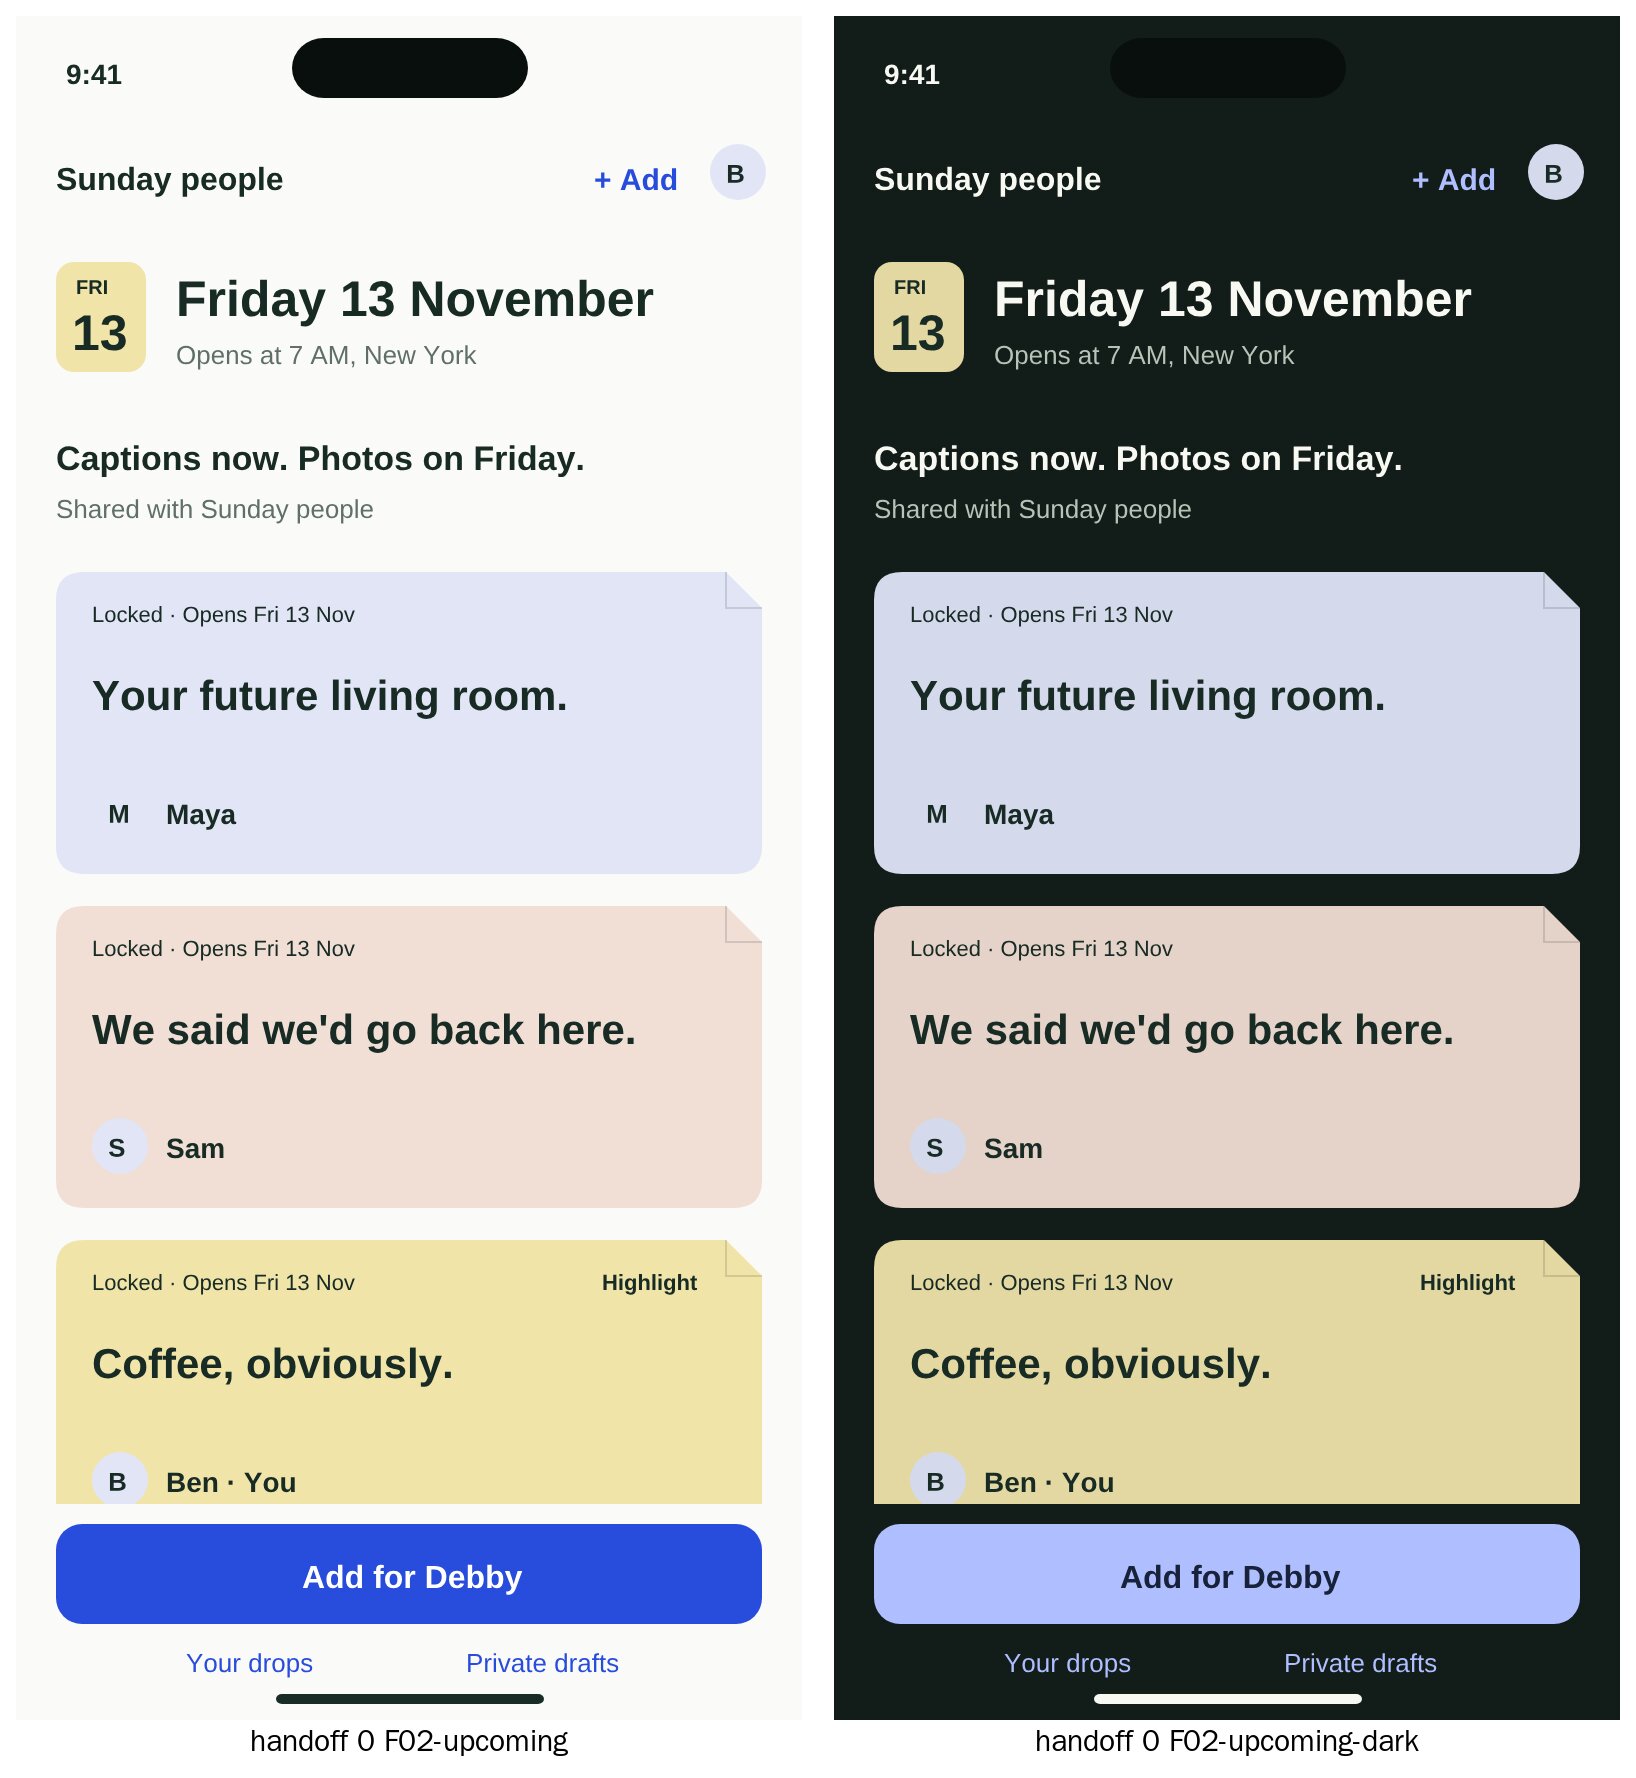 9:41
Sunday people
+ Add
B
FRI
13
Friday 13 November
Opens at 7 AM, New York
Captions now. Photos on Friday.
Shared with Sunday people
Locked · Opens Fri 13 Nov
Your future living room.
M Maya
Locked · Opens Fri 13 Nov
We said we'd go back here.
S Sam
Locked · Opens Fri 13 Nov Highlight
Coffee, obviously.
B Ben · You
Add for Debby
Your drops Private drafts
handoff 0 F02-upcoming
9:41
Sunday people
+ Add
B
FRI
13
Friday 13 November
Opens at 7 AM, New York
Captions now. Photos on Friday.
Shared with Sunday people
Locked · Opens Fri 13 Nov
Your future living room.
M Maya
Locked · Opens Fri 13 Nov
We said we'd go back here.
S Sam
Locked · Opens Fri 13 Nov Highlight
Coffee, obviously.
B Ben · You
Add for Debby
Your drops Private drafts
handoff 0 F02-upcoming-dark